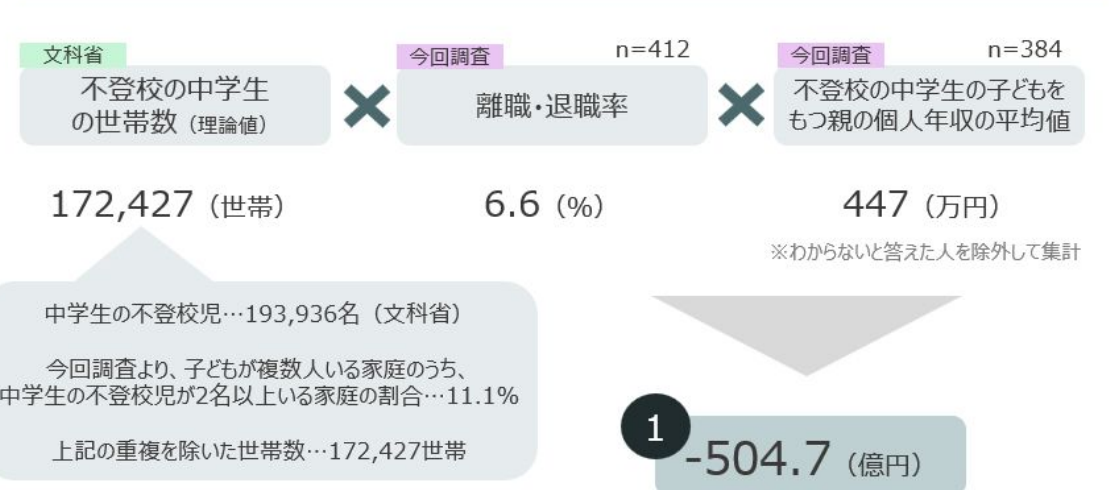 文科省
不登校の中学生
の世帯数（理論値）
172,427（世帯）
今回調査
n=412
離職・退職率
6.6（%）
今回調査
n=384
不登校の中学生の子どもを
もつ親の個人年収の平均値
447（万円）
※わからないと答えた人を除外して集計
中学生の不登校児…193,936名（文科省）
今回調査より、子どもが複数人いる家庭のうち、
中学生の不登校児が2名以上いる家庭の割合…11.1%
上記の重複を除いた世帯数…172,427世帯
1
-504.7（億円）